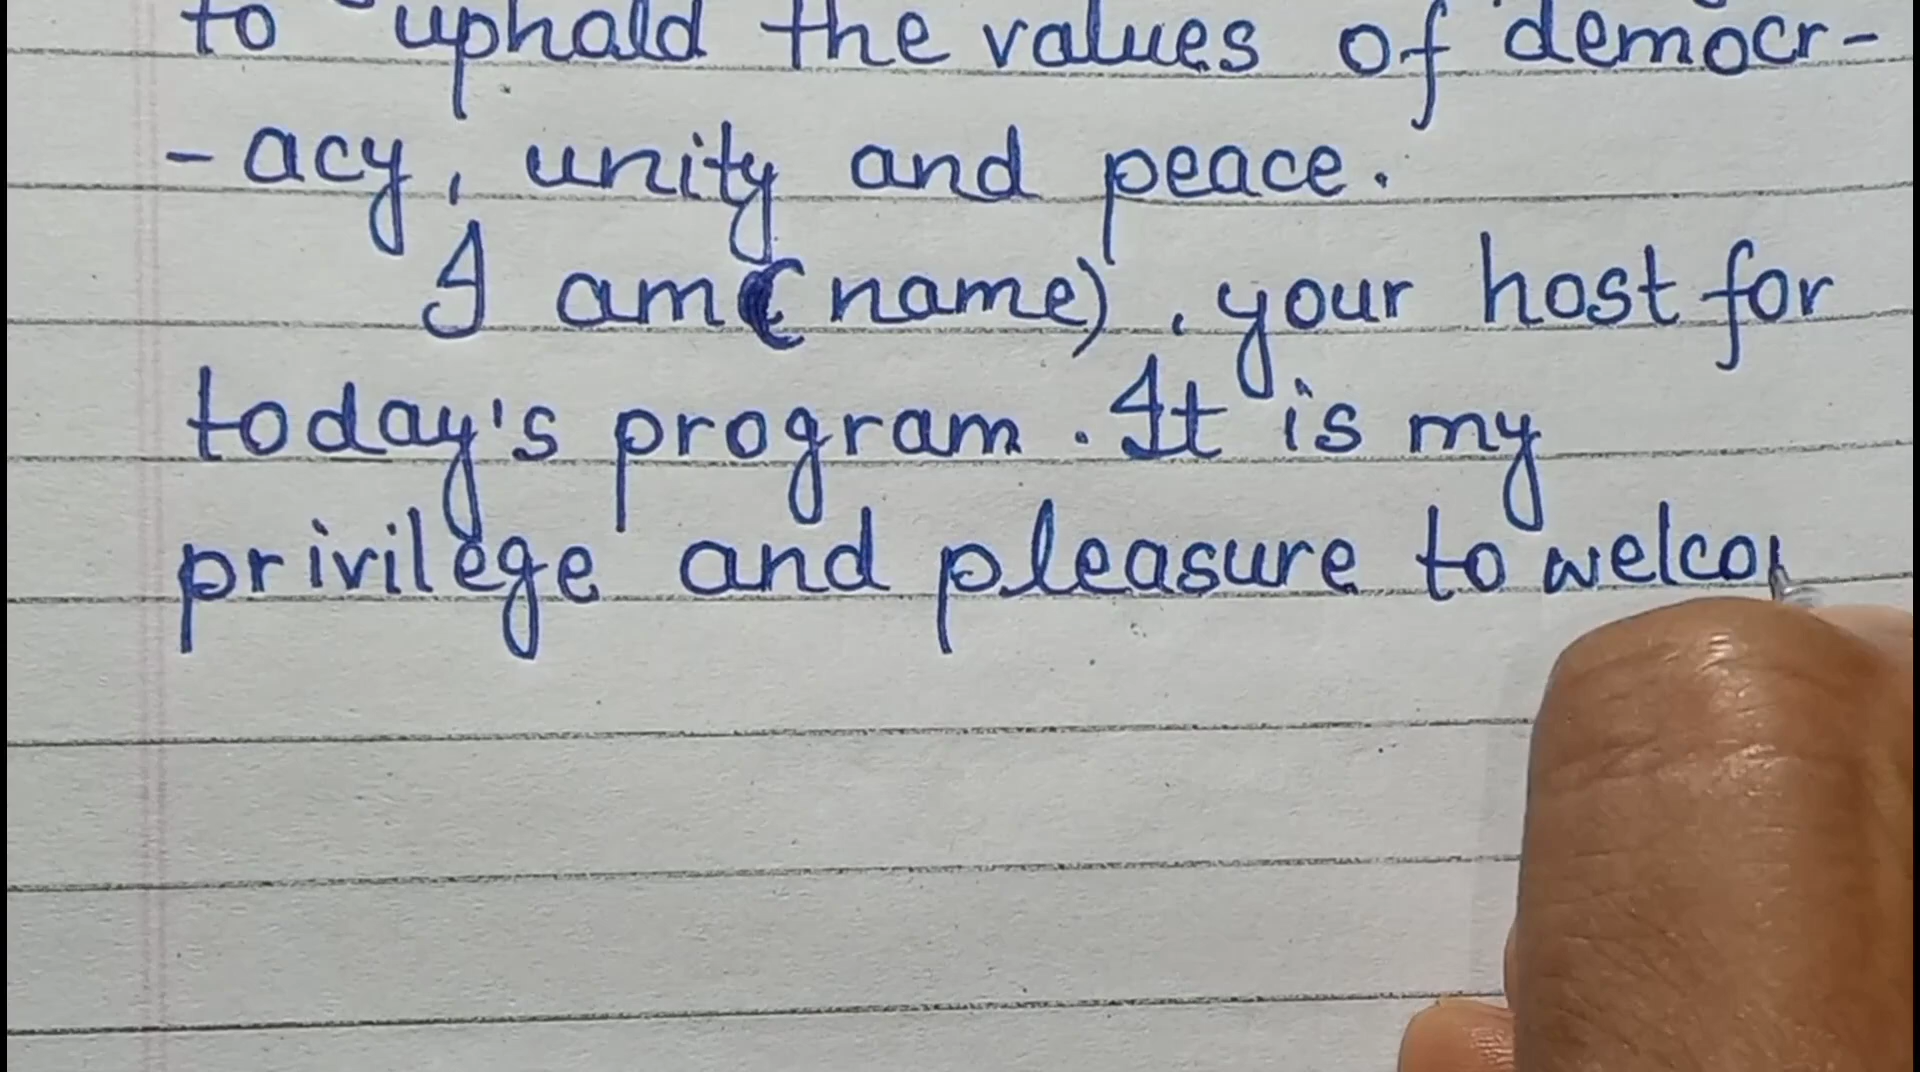 to uphald the values of democr-
- acy, unity and peace.
I am (name), your host for
today's program. It is my
privilege and pleasure to welco